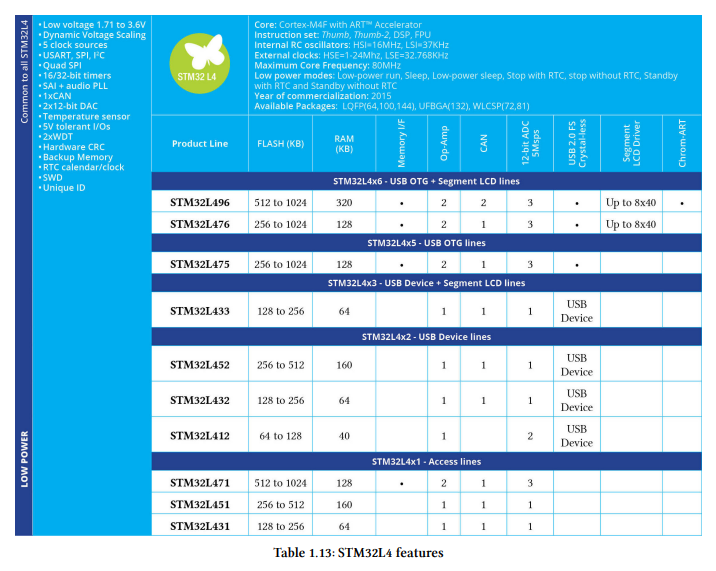 Common to all STM32L4
LOW POWER
•Low voltage 1.71 to 3.6V
•Dynamic Voltage Scaling
•5 clock sources
•USART, SPI, I²C
•Quad SPI
•16/32-bit timers
•SAI + audio PLL
•1xCAN
•2x12-bit DAC
•Temperature sensor
•5V tolerant I/Os
•2xWDT
•Hardware CRC
•Backup Memory
•RTC calendar/clock
•SWD
•Unique ID
STM32 L4
Core: Cortex-M4F with ART™ Accelerator
Instruction set: Thumb, Thumb-2, DSP, FPU
Internal RC oscillators: HSI=16MHz, LSI=37KHz
External clocks: HSE=1-24Mhz, LSE=32.768KHz
Maximum Core Frequency: 80MHz
Low power modes: Low-power run, Sleep, Low-power sleep, Stop with RTC, stop without RTC, Standby
with RTC and Standby without RTC
Year of commercialization: 2015
Available Packages: LQFP(64,100,144), UFBGA(132), WLCSP(72,81)
Product Line FLASH (KB) RAM (KB) Memory I/F Op-Amp CAN 12-bit ADC 5Msps USB 2.0 FS Crystal-less Segment LCD Driver Chrom-ART
STM32L4x6 - USB OTG + Segment LCD lines
STM32L496 512 to 1024 320 • 2 2 3 • Up to 8x40 •
STM32L476 256 to 1024 128 • 2 1 3 • Up to 8x40
STM32L4x5 - USB OTG lines
STM32L475 256 to 1024 128 • 2 1 3 •
STM32L4x3 - USB Device + Segment LCD lines
STM32L433 128 to 256 64 1 1 1 USB Device
STM32L4x2 - USB Device lines
STM32L452 256 to 512 160 1 1 1 USB Device
STM32L432 128 to 256 64 1 1 1 USB Device
STM32L412 64 to 128 40 1 2 USB Device
STM32L4x1 - Access lines
STM32L471 512 to 1024 128 • 2 1 3
STM32L451 256 to 512 160 1 1 1
STM32L431 128 to 256 64 1 1 1
Table 1.13: STM32L4 features